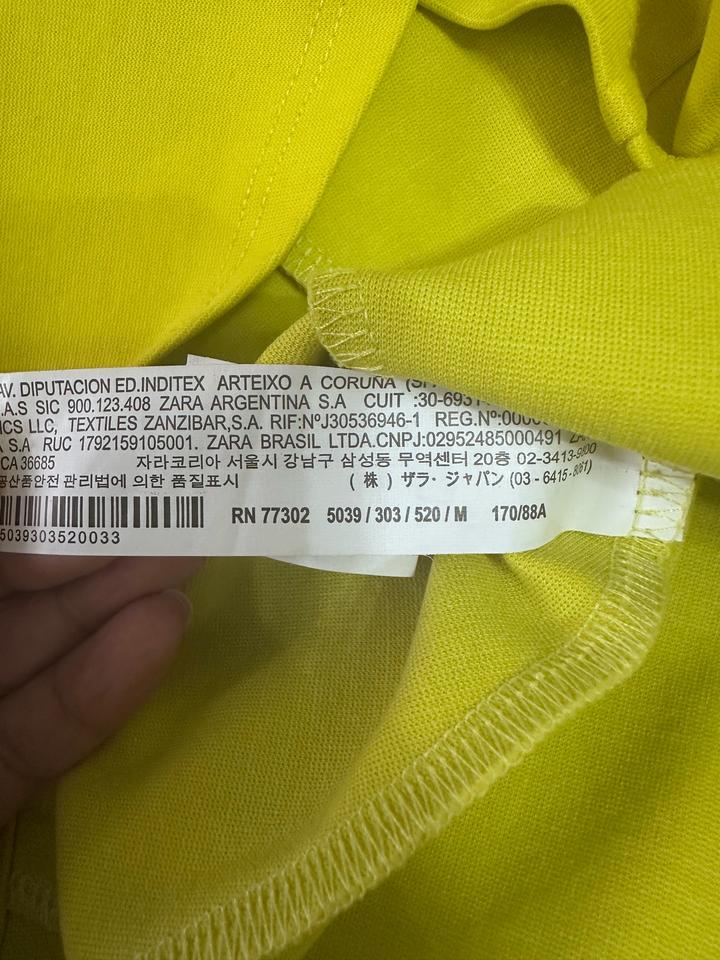 AV. DIPUTACION ED.INDITEX ARTEIXO A CORUÑA
.A.S SIC 900.123.408 ZARA ARGENTINA S.A CUIT :30-6931
ICS LLC, TEXTILES ZANZIBAR,S.A. RIF:NºJ30536946-1 REG.Nº:0000
A S.A RUC 1792159105001. ZARA BRASIL LTDA.CNPJ:02952485000491
CA 36685 자라코리아 서울시 강남구 삼성동 무역센터 20층 02-3413-9800
공산품안전 관리법에 의한 품질표시 ( 株 ) ザラ・ジャパン (03 - 6415-8061)
RN 77302 5039 / 303 / 520 / M 170/88A
5039303520033